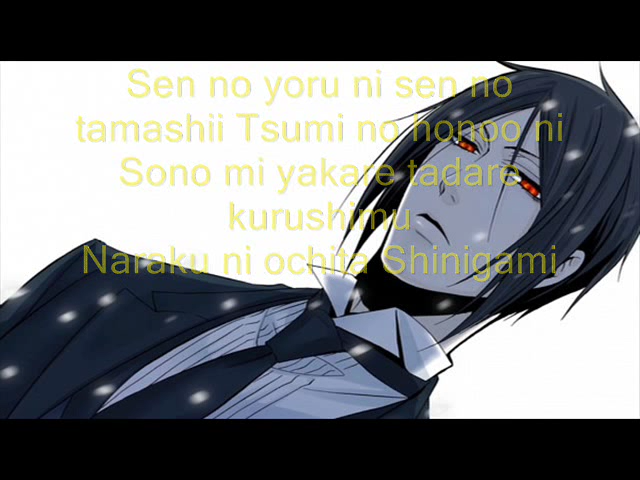 Sen no yoru ni sen no
tamashii Tsumi no honoo ni
Sono mi yakare tadare
kurushimu
Naraku ni ochita Shinigami